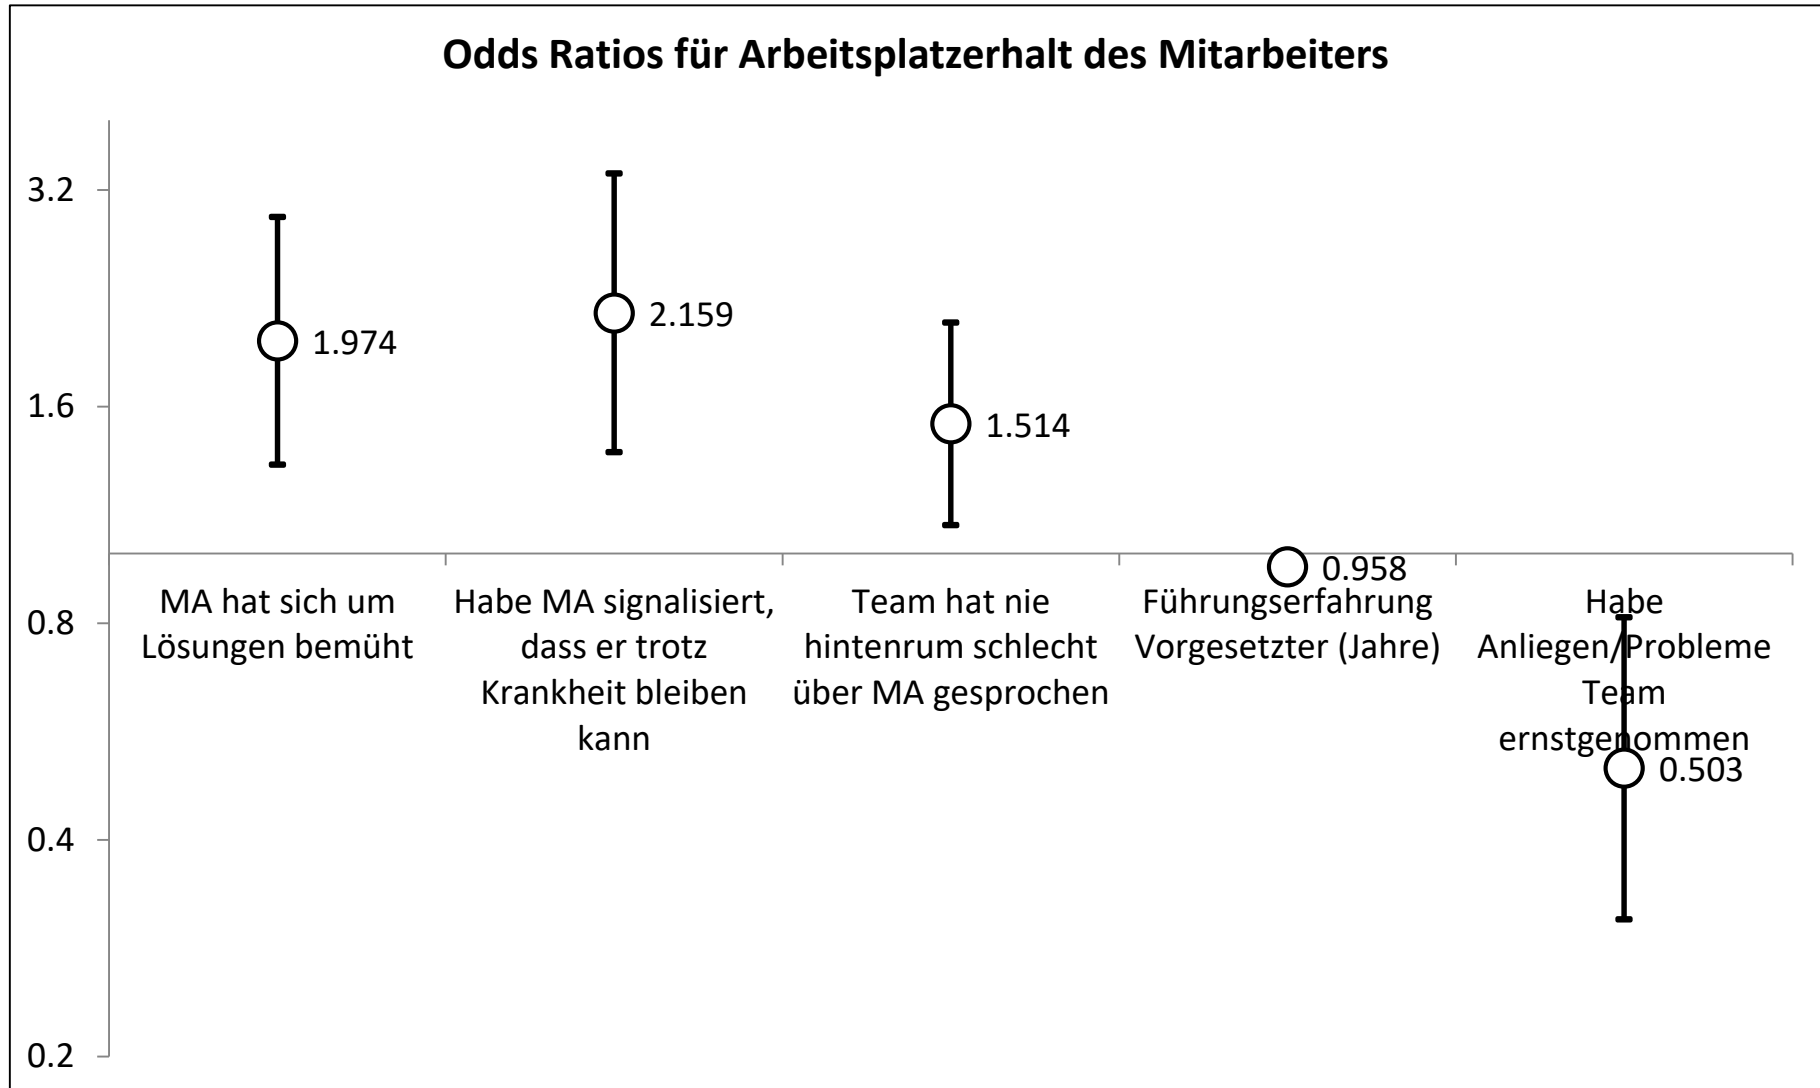 Odds Ratios für Arbeitsplatzerhalt des Mitarbeiters
3.2
1.6
0.8
0.4
0.2
1.974
2.159
1.514
0.958
0.503
MA hat sich um
Lösungen bemüht
Habe MA signalisiert,
dass er trotz
Krankheit bleiben
kann
Team hat nie
hintenrum schlecht
über MA gesprochen
Führungserfahrung
Vorgesetzter (Jahre)
Habe
Anliegen/Probleme
Team
ernstgenommen